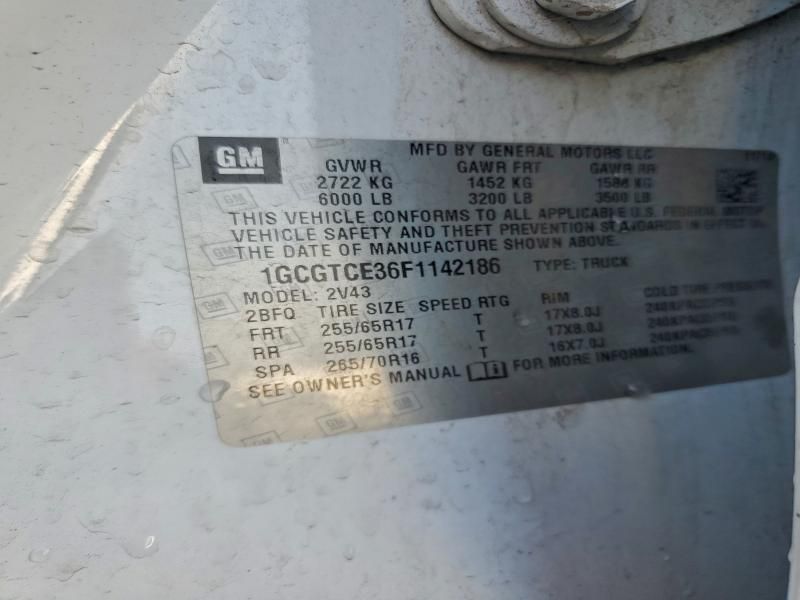 GM
MFD BY GENERAL MOTORS LLC
GVWR GAWR FRT GAWR RR
2722 KG 1452 KG 1588 KG
6000 LB 3200 LB 3500 LB
THIS VEHICLE CONFORMS TO ALL APPLICABLE U.S. FEDERAL MOTOR
VEHICLE SAFETY AND THEFT PREVENTION STANDARDS IN EFFECT ON
THE DATE OF MANUFACTURE SHOWN ABOVE.
1GCGTCE36F1142186 TYPE: TRUCK
MODEL: 2V43
2BFQ TIRE SIZE SPEED RTG RIM COLD TIRE PRESSURE
FRT 255/65R17 T 17X8.0J
RR 255/65R17 T 17X8.0J
SPA 265/70R16 T 16X7.0J
SEE OWNER'S MANUAL FOR MORE INFORMATION.